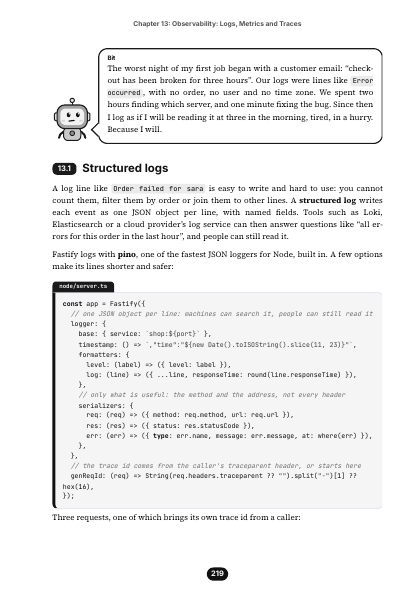 Chapter 13: Observability: Logs, Metrics and Traces
Bit
The worst night of my first job began with a customer email: “check-
out has been broken for three hours”. Our logs were lines like Error
occurred, with no order, no user and no time zone. We spent two
hours finding which server, and one minute fixing the bug. Since then
I log as if I will be reading it at three in the morning, tired, in a hurry.
Because I will.
13.1 Structured logs
A log line like Order failed for sara is easy to write and hard to use: you cannot
count them, filter them by order or join them to other lines. A structured log writes
each event as one JSON object per line, with named fields. Tools such as Loki,
Elasticsearch or a cloud provider's log service can then answer questions like “all er-
rors for this order in the last hour”, and people can still read it.
Fastify logs with pino, one of the fastest JSON loggers for Node, built in. A few options
make its lines shorter and safer:
node/server.ts
const app = Fastify({
  // one JSON object per line: machines can search it, people can still read it
  logger: {
    base: { service: `shop:${port}` },
    timestamp: () => `,"time":"${new Date().toISOString().slice(11, 23)}"`,
    formatters: {
      level: (label) => ({ level: label }),
      log: (line) => ({ ...line, responseTime: round(line.responseTime) }),
    },
    // only what is useful: the method and the address, not every header
    serializers: {
      req: (req) => ({ method: req.method, url: req.url }),
      res: (res) => ({ status: res.statusCode }),
      err: (err) => ({ type: err.name, message: err.message, at: where(err) }),
    },
  },
  // the trace id comes from the caller's traceparent header, or starts here
  genReqId: (req) => String(req.headers.traceparent ?? "").split("-")[1] ??
hex(16),
});
Three requests, one of which brings its own trace id from a caller:
219